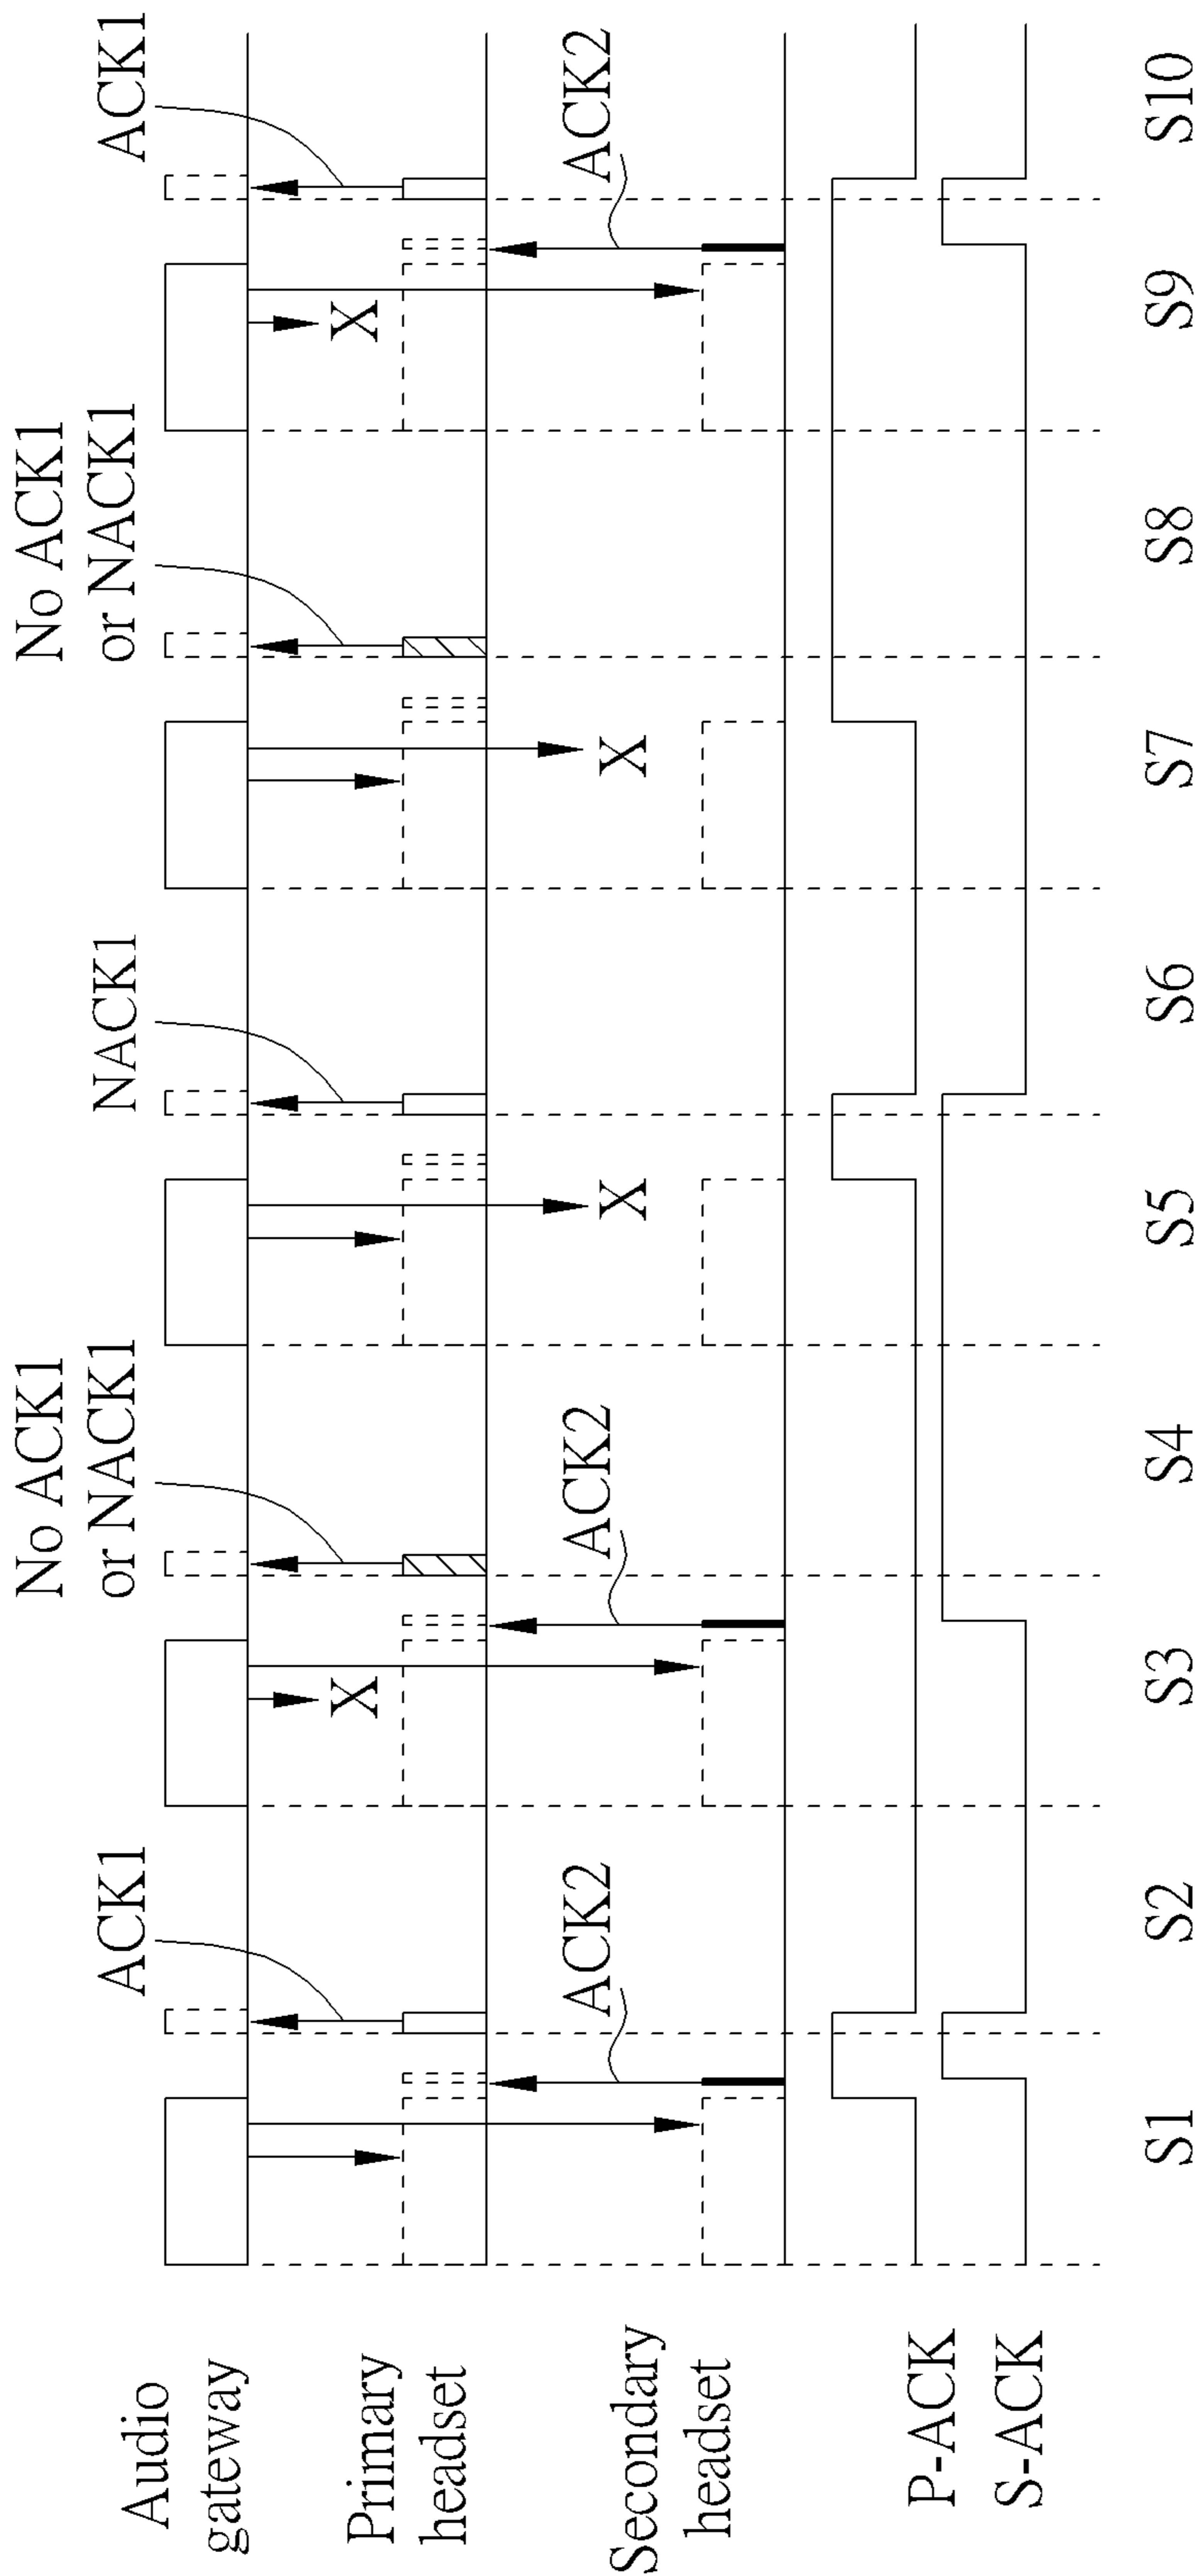 No ACK1
or NACK1
No ACK1
or NACK1
ACK1
NACK1
ACK1
Audio
gateway
X
X
Primary
headset
ACK2
ACK2
ACK2
X
X
Secondary
headset
P-ACK
S-ACK
S1
S2
S3
S4
S5
S6
S7
S8
S9
S10